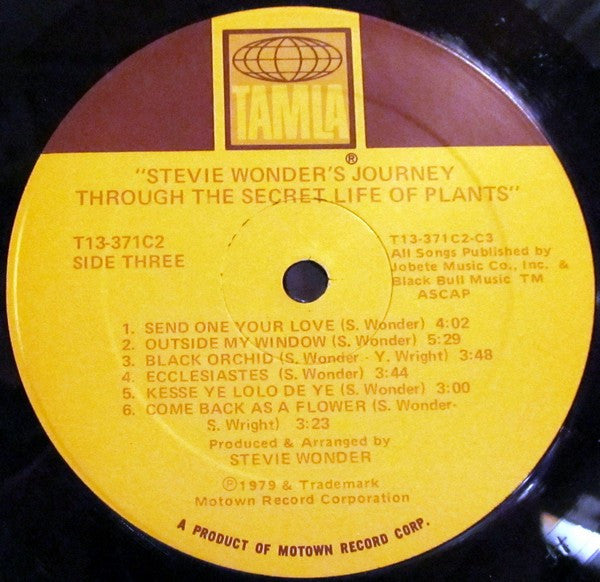 TAMLA®
"STEVIE WONDER'S JOURNEY
THROUGH THE SECRET LIFE OF PLANTS"
T13-371C2
SIDE THREE
T13-371C2-C3
All Songs Published by
Jobete Music Co., Inc. &
Black Bull Music TM
ASCAP
1. SEND ONE YOUR LOVE (S. Wonder) 4:02
2. OUTSIDE MY WINDOW (S. Wonder) 5:29
3. BLACK ORCHID (S. Wonder - Y. Wright) 3:48
4. ECCLESIASTES (S. Wonder) 3:44
5. KESSE YE LOLO DE YE (S. Wonder) 3:00
6. COME BACK AS A FLOWER (S. Wonder-
S. Wright) 3:23
Produced & Arranged by
STEVIE WONDER
℗1979 & Trademark
Motown Record Corporation
A PRODUCT OF MOTOWN RECORD CORP.